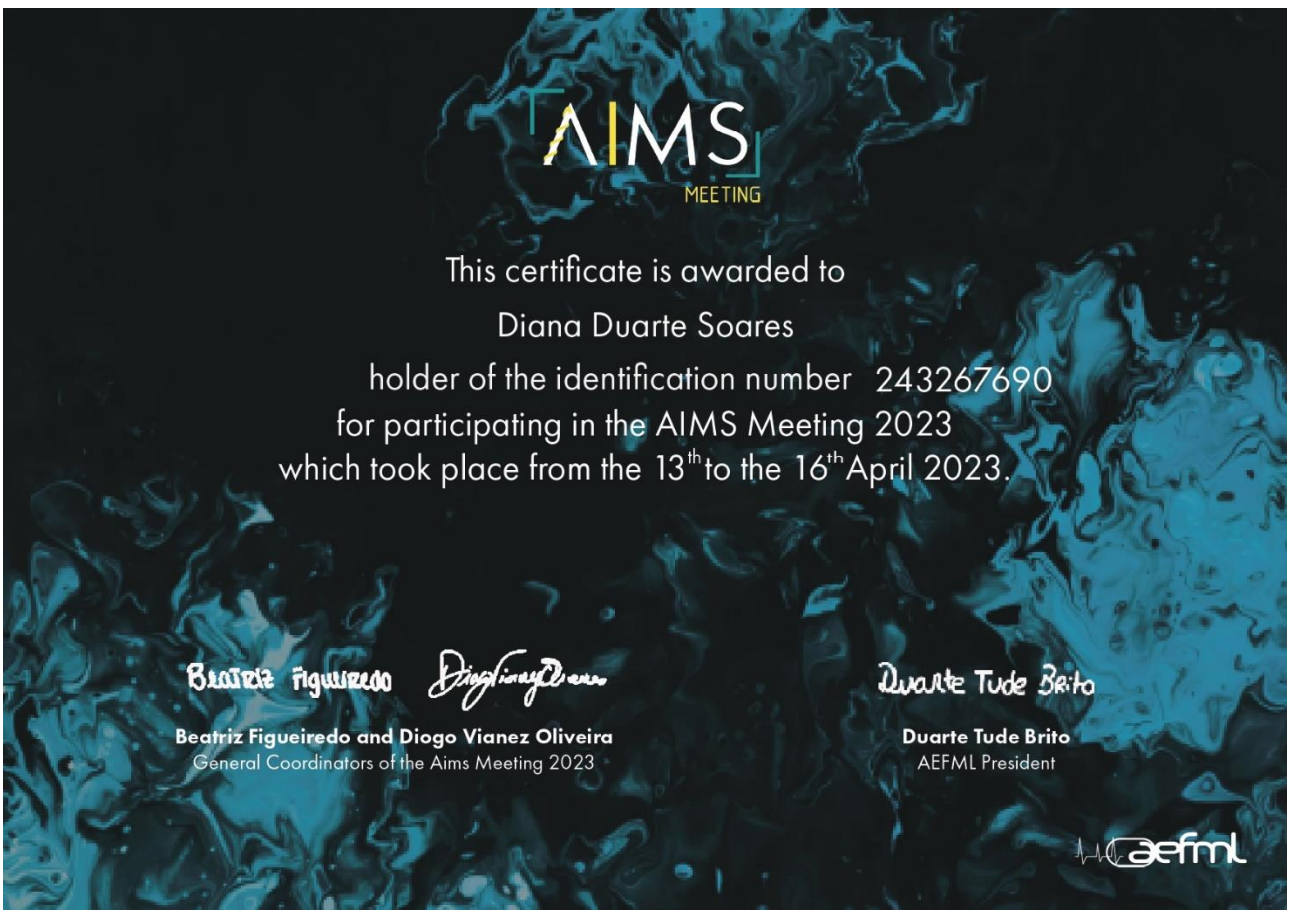 AIMS
MEETING
This certificate is awarded to
Diana Duarte Soares
holder of the identification number 243267690
for participating in the AIMS Meeting 2023
which took place from the 13th to the 16th April 2023.
Beatriz Figueiredo Duarte Tude Brito
Beatriz Figueiredo and Diogo Vianez Oliveira
General Coordinators of the Aims Meeting 2023
Duarte Tude Brito
AEFML President
aefml